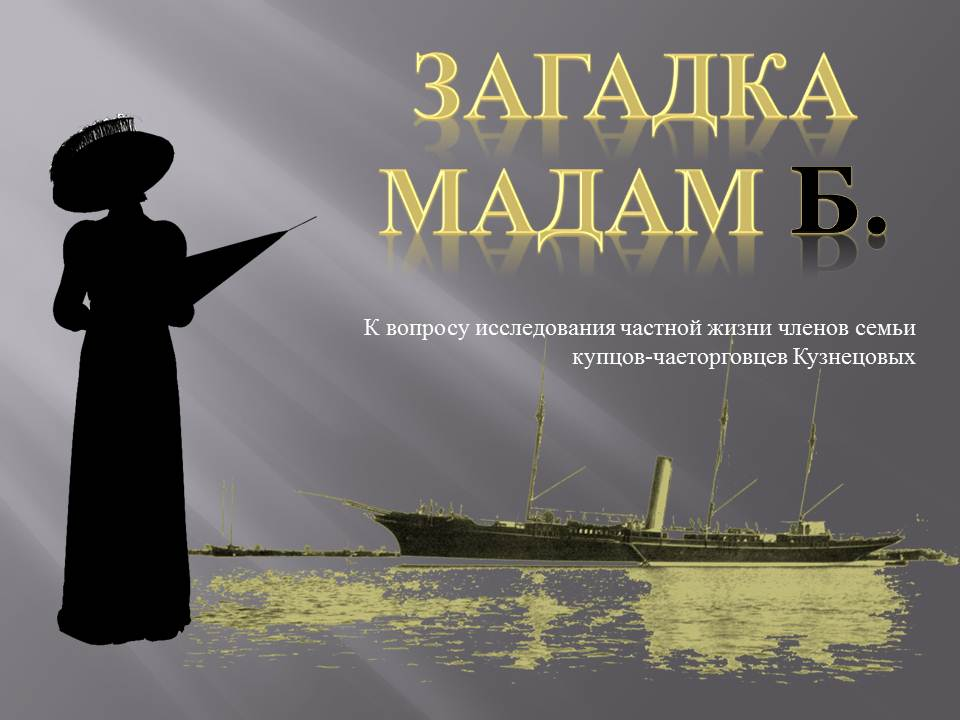 ЗАГАДКА
МАДАМ Б.
К вопросу исследования частной жизни членов семьи
купцов-чаеторговцев Кузнецовых